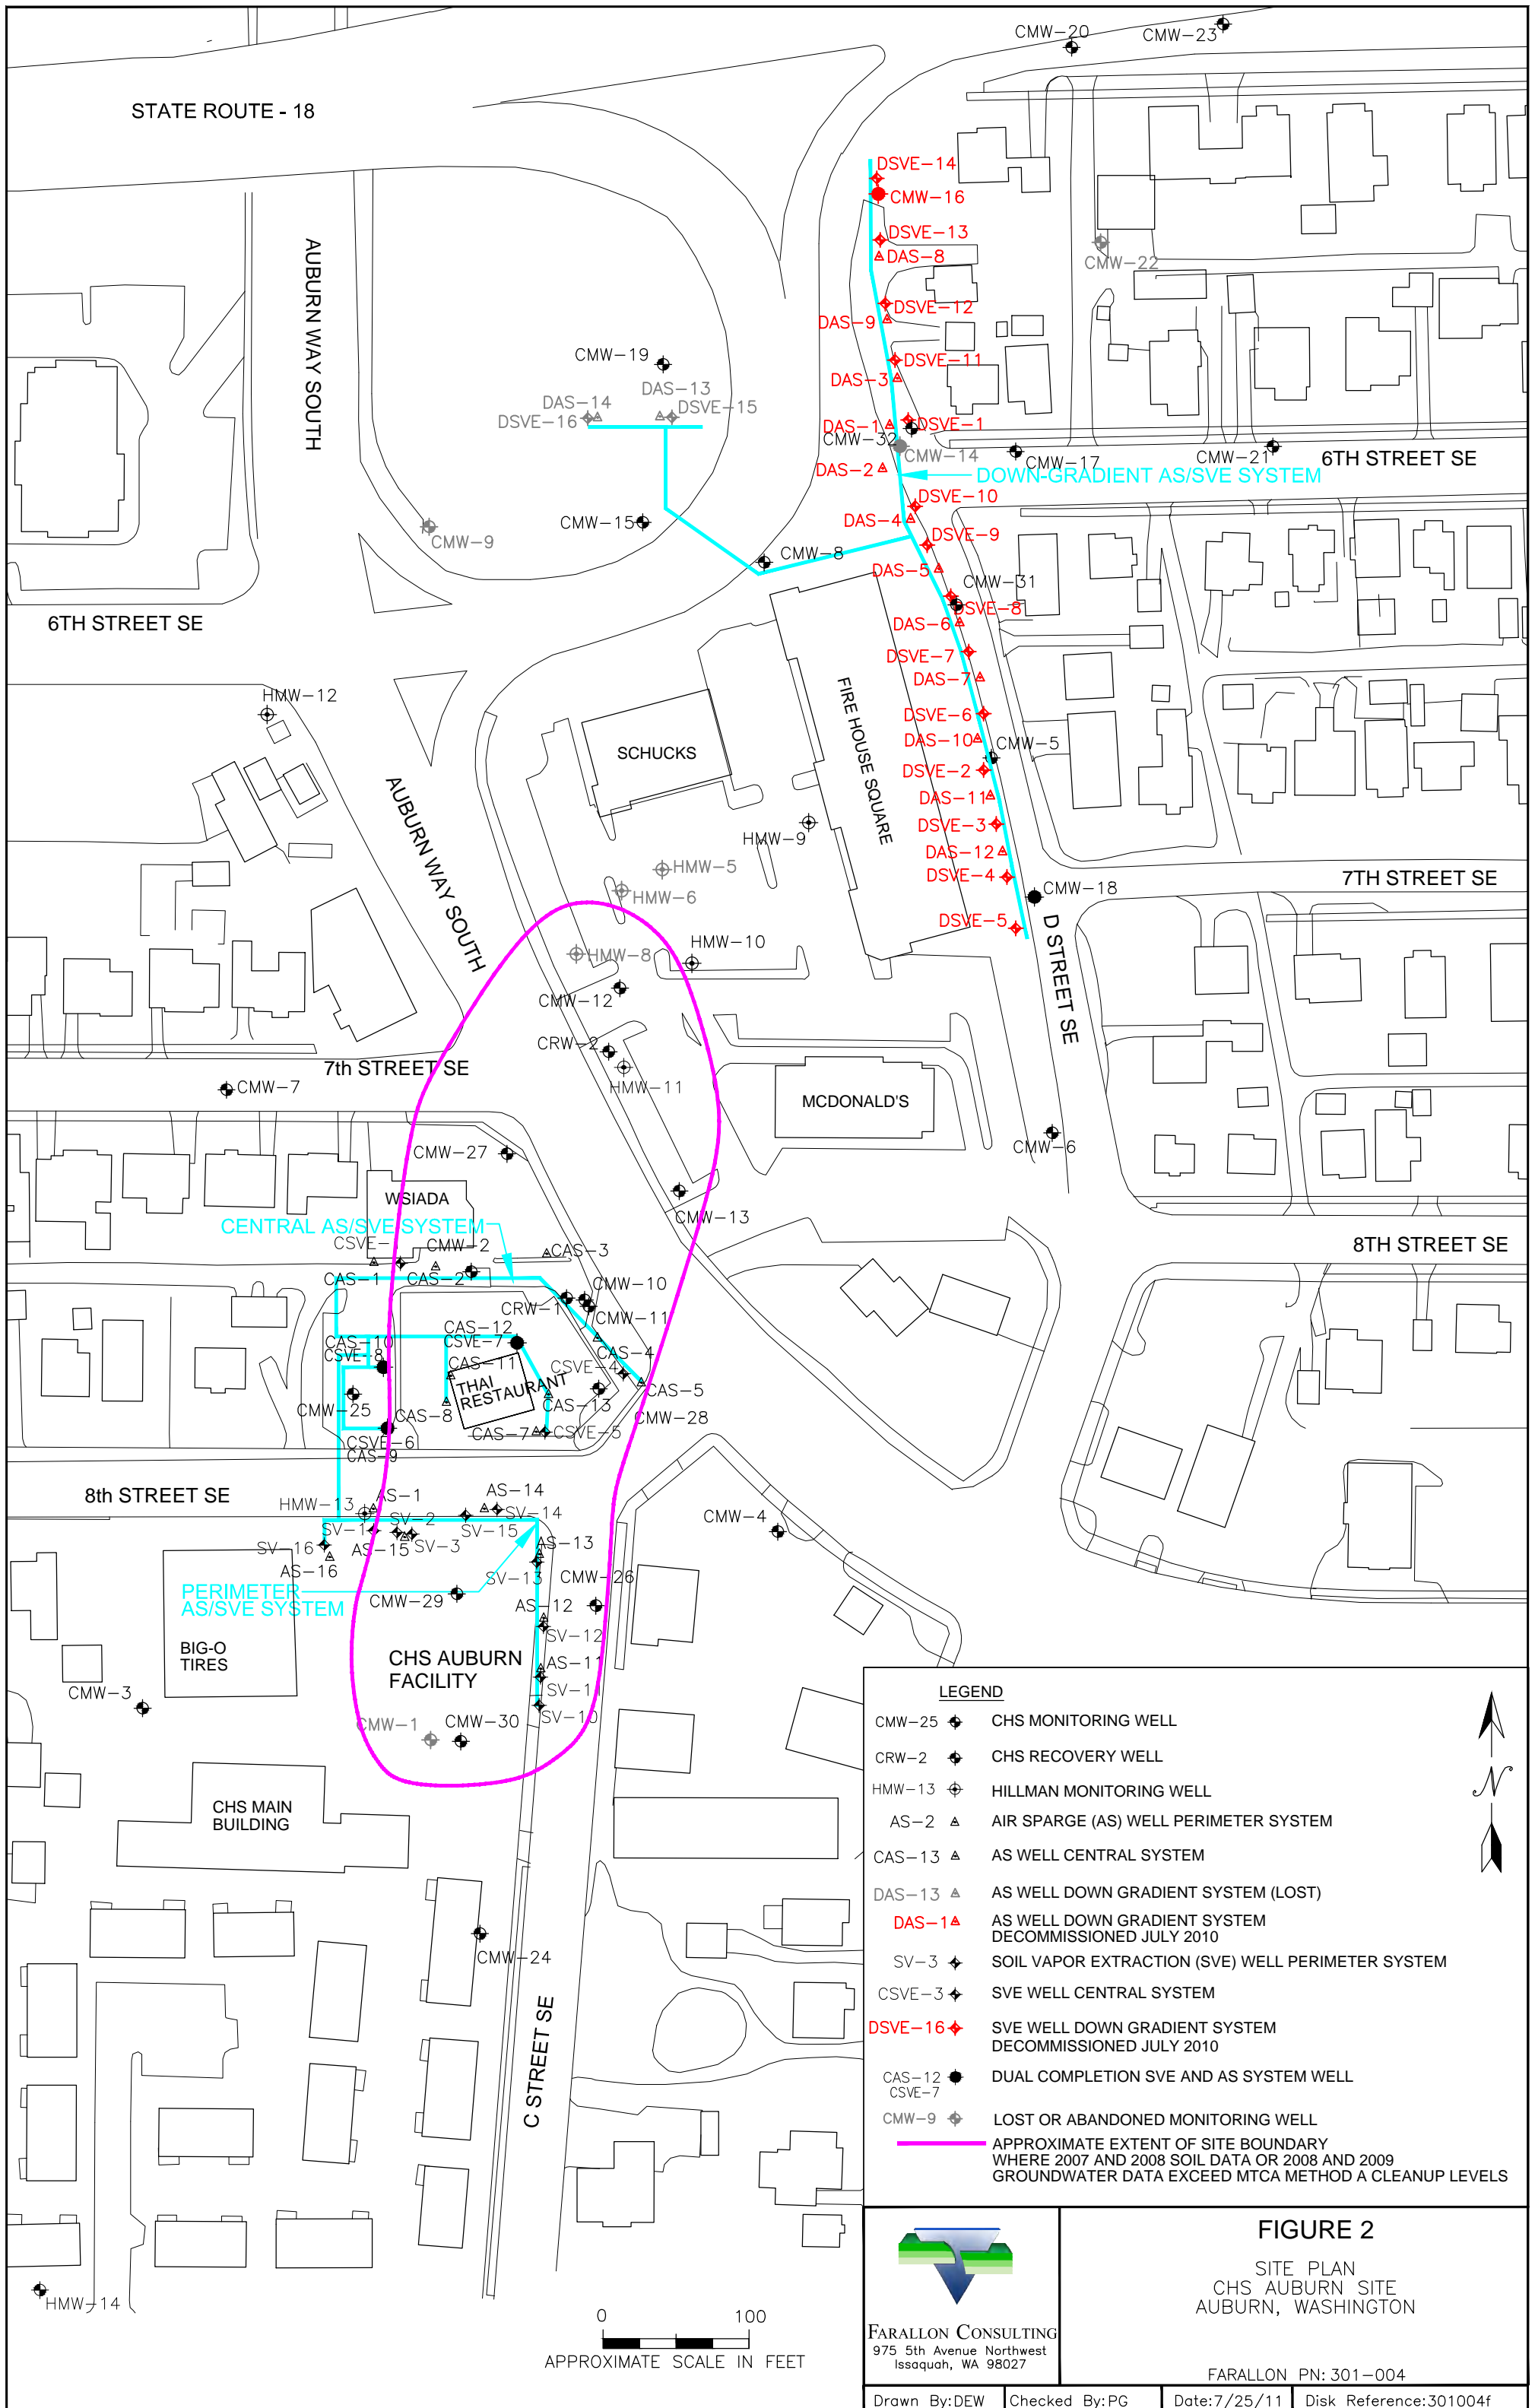 CMW-20
CMW-23
STATE ROUTE - 18
DSVE-14
CMW-16
DSVE-13
DAS-8
CMW-22
AUBURN WAY SOUTH
DSVE-12
DAS-9
CMW-19
DSVE-11
DAS-3
DAS-13
DAS-14
DSVE-15
DSVE-16
DSVE-1
DAS-1
CMW-32
CMW-14
CMW-17
CMW-21
6TH STREET SE
DAS-2
DOWN-GRADIENT AS/SVE SYSTEM
DSVE-10
CMW-15
DAS-4
CMW-9
DSVE-9
CMW-8
DAS-5
CMW-31
DSVE-8
6TH STREET SE
DAS-6
DSVE-7
DAS-7
HMW-12
FIRE HOUSE SQUARE
DSVE-6
DAS-10
SCHUCKS
CMW-5
DSVE-2
AUBURN WAY SOUTH
DAS-11
DSVE-3
HMW-9
DAS-12
HMW-5
DSVE-4
7TH STREET SE
HMW-6
CMW-18
DSVE-5
D STREET SE
HMW-10
HMW-8
CMW-12
CRW-2
7th STREET SE
HMW-11
CMW-7
MCDONALD'S
CMW-6
CMW-27
WSIADA
CMW-13
CENTRAL AS/SVE SYSTEM
CSVE-
CMW-2
CAS-3
8TH STREET SE
CAS-1
CAS-2
CMW-10
CRW-1
CMW-11
CAS-12
CSVE-7
CAS-10
CSVE-8
CAS-4
CAS-11
CSVE-4
THAI
RESTAURANT
CAS-5
CMW-25
CAS-8
CAS-13
CMW-28
CAS-7
CSVE-5
CSVE-6
CAS-9
8th STREET SE
HMW-13
AS-1
AS-14
SV-14
SV-1
SV-2
SV-15
CMW-4
SV-16
AS-15
SV-3
AS-13
AS-16
SV-13
CMW-26
PERIMETER
AS/SVE SYSTEM
CMW-29
AS-12
SV-12
BIG-O
TIRES
CHS AUBURN
FACILITY
AS-11
SV-11
CMW-3
SV-10
CMW-1
CMW-30
CHS MAIN
BUILDING
CMW-24
C STREET SE
HMW-14
LEGEND
CMW-25 CHS MONITORING WELL
CRW-2 CHS RECOVERY WELL
HMW-13 HILLMAN MONITORING WELL
AS-2 AIR SPARGE (AS) WELL PERIMETER SYSTEM
CAS-13 AS WELL CENTRAL SYSTEM
DAS-13 AS WELL DOWN GRADIENT SYSTEM (LOST)
DAS-1 AS WELL DOWN GRADIENT SYSTEM
DECOMMISSIONED JULY 2010
SV-3 SOIL VAPOR EXTRACTION (SVE) WELL PERIMETER SYSTEM
CSVE-3 SVE WELL CENTRAL SYSTEM
DSVE-16 SVE WELL DOWN GRADIENT SYSTEM
DECOMMISSIONED JULY 2010
CAS-12 DUAL COMPLETION SVE AND AS SYSTEM WELL
CSVE-7
CMW-9 LOST OR ABANDONED MONITORING WELL
APPROXIMATE EXTENT OF SITE BOUNDARY
WHERE 2007 AND 2008 SOIL DATA OR 2008 AND 2009
GROUNDWATER DATA EXCEED MTCA METHOD A CLEANUP LEVELS
N
0 100
APPROXIMATE SCALE IN FEET
FARALLON CONSULTING
975 5th Avenue Northwest
Issaquah, WA 98027
FIGURE 2
SITE PLAN
CHS AUBURN SITE
AUBURN, WASHINGTON
FARALLON PN: 301-004
Drawn By:DEW Checked By:PG Date:7/25/11 Disk Reference:301004f